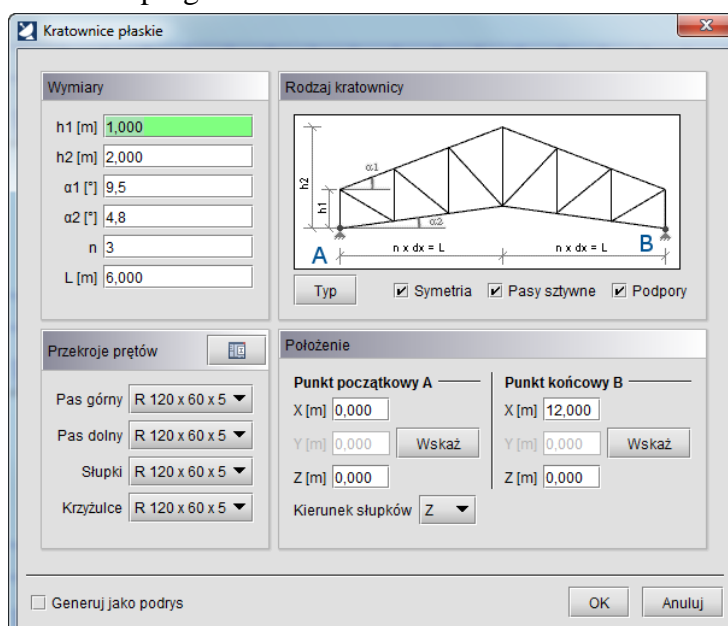 Kratownice płaskie
Wymiary
h1 [m] 1,000
h2 [m] 2,000
α1 [°] 9,5
α2 [°] 4,8
n 3
L [m] 6,000
Rodzaj kratownicy
h2
h1
α1
α2
A
n x dx = L
n x dx = L
B
Typ
Symetria
Pasy sztywne
Podpory
Przekroje prętów
Pas górny R 120 x 60 x 5
Pas dolny R 120 x 60 x 5
Słupki R 120 x 60 x 5
Krzyżulce R 120 x 60 x 5
Położenie
Punkt początkowy A
X [m] 0,000
Y [m] 0,000 Wskaż
Z [m] 0,000
Kierunek słupków Z
Punkt końcowy B
X [m] 12,000
Y [m] 0,000 Wskaż
Z [m] 0,000
Generuj jako podrys
OK
Anuluj